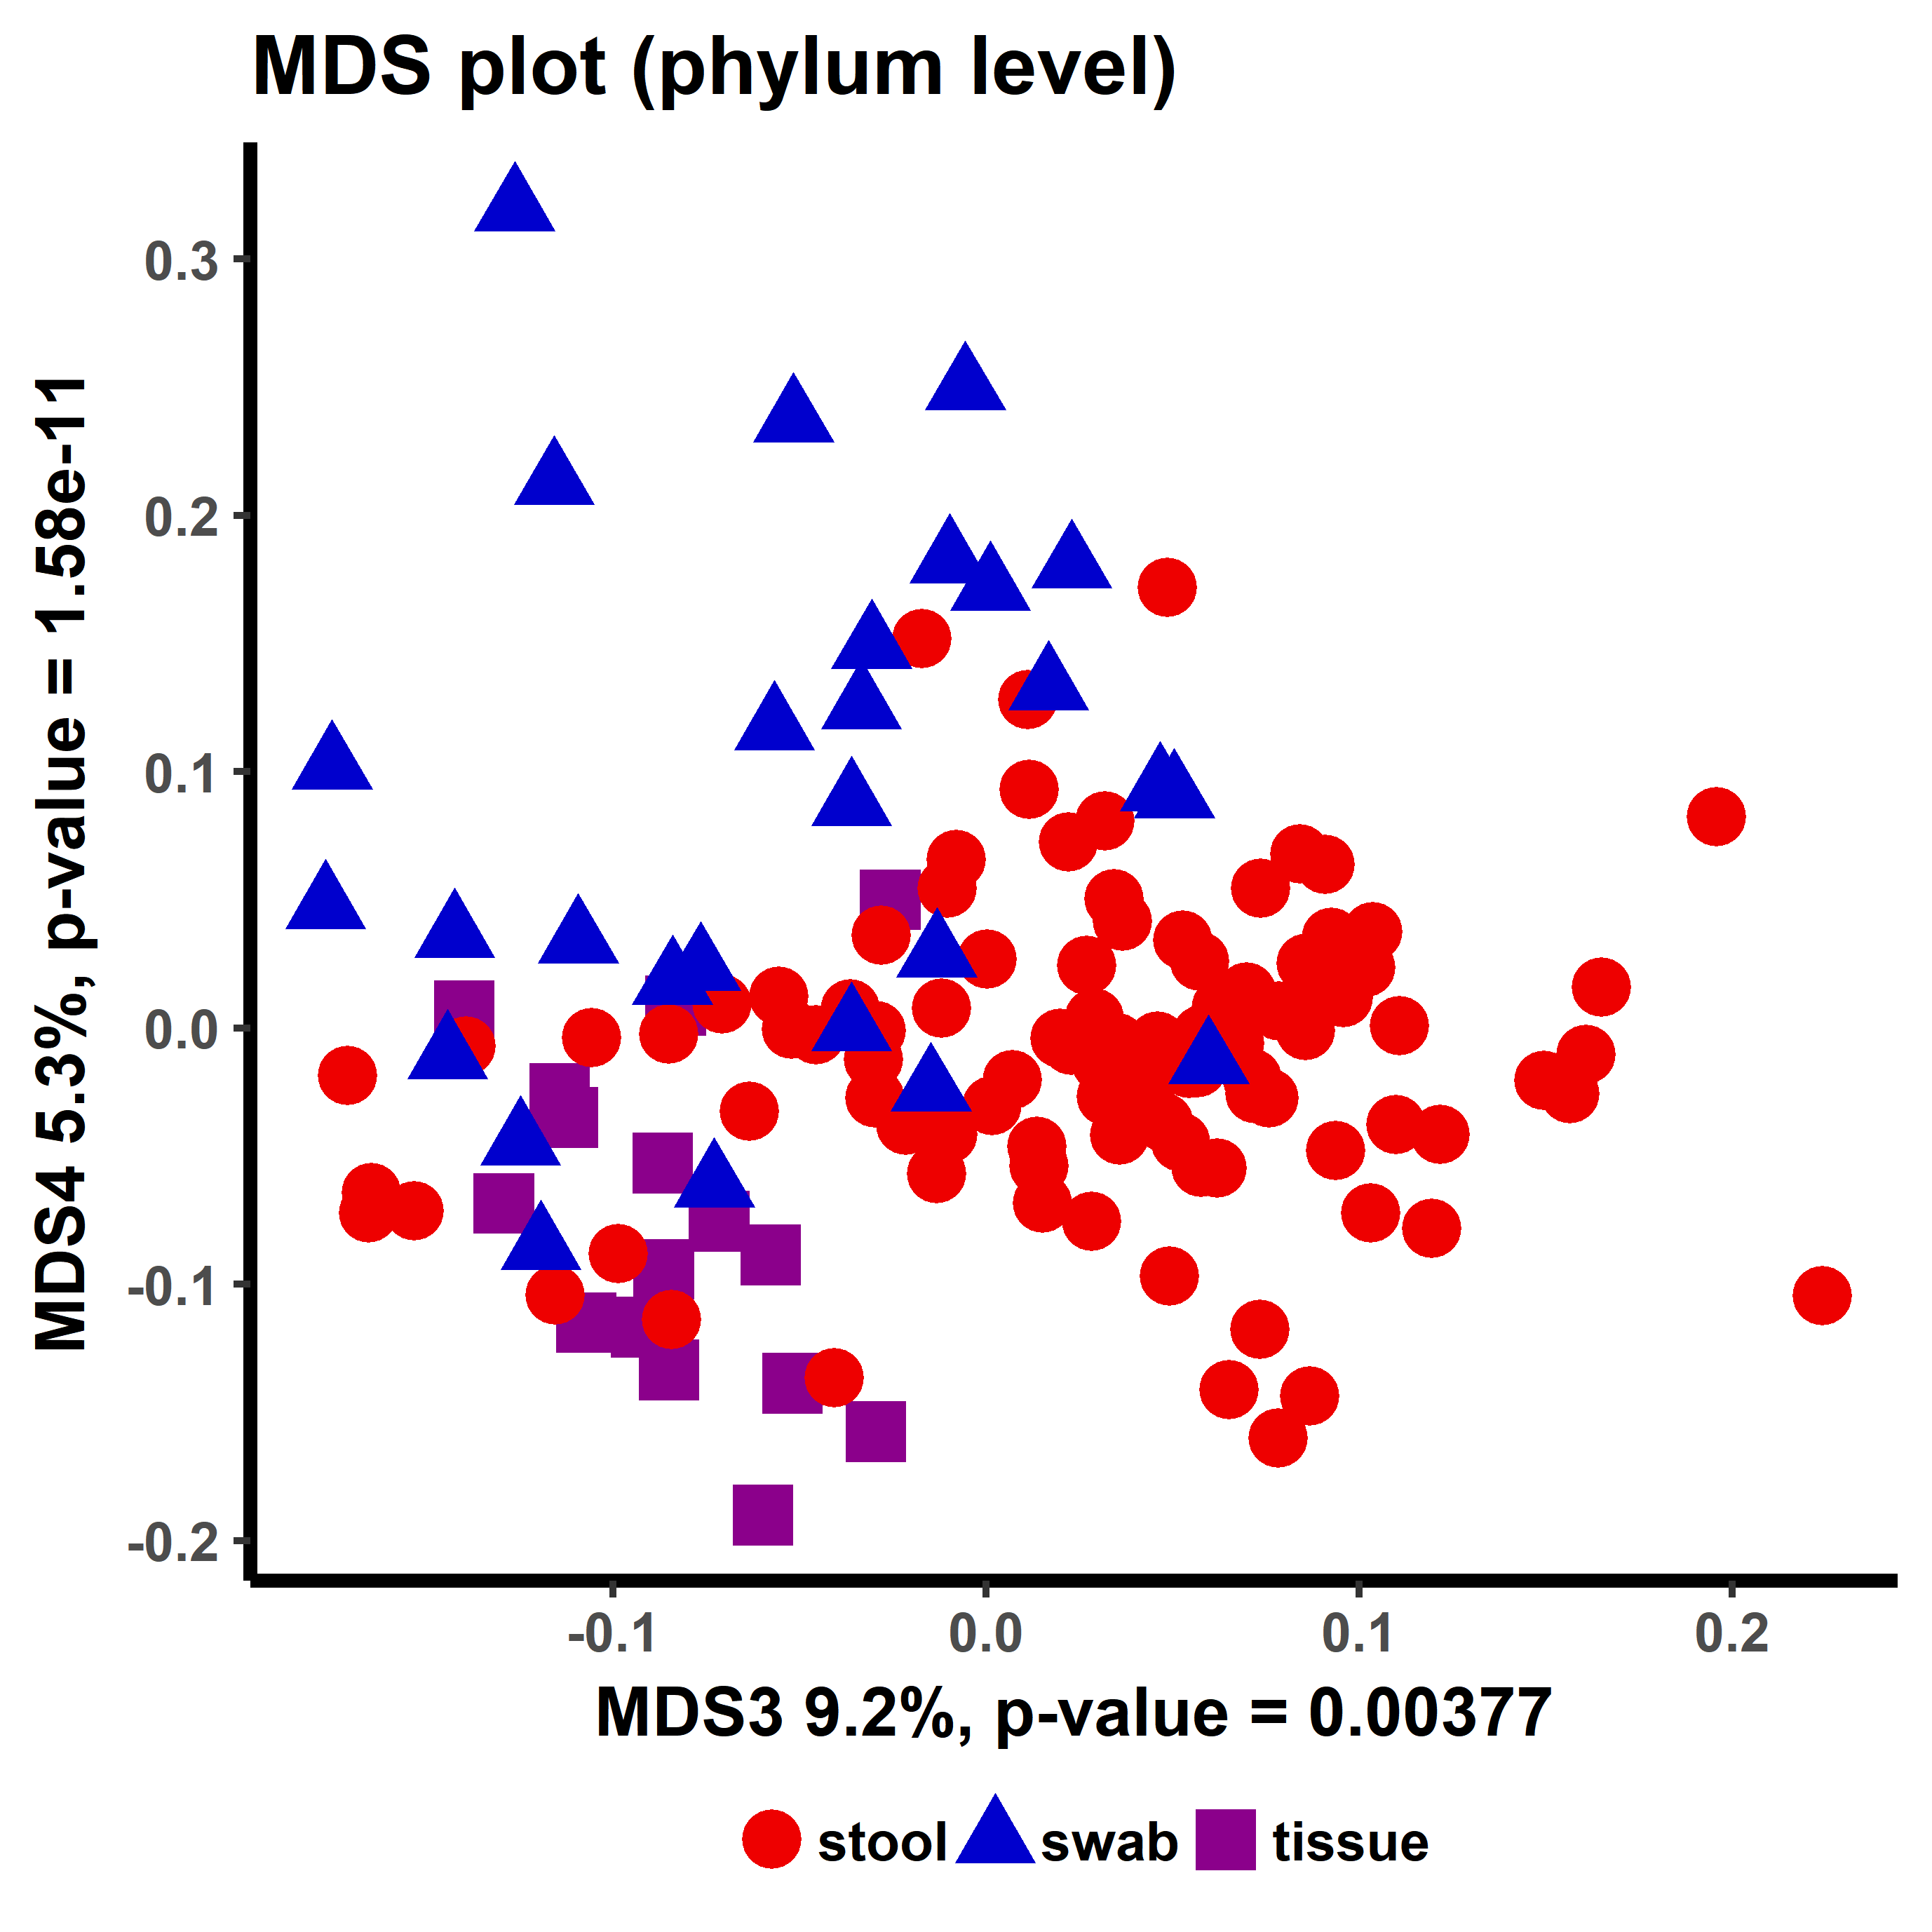 MDS plot (phylum level)
MDS4 5.3%, p-value = 1.58e-11
0.3
0.2
0.1
0.0
-0.1
-0.2
-0.1 0.0 0.1 0.2
MDS3 9.2%, p-value = 0.00377
stool swab tissue